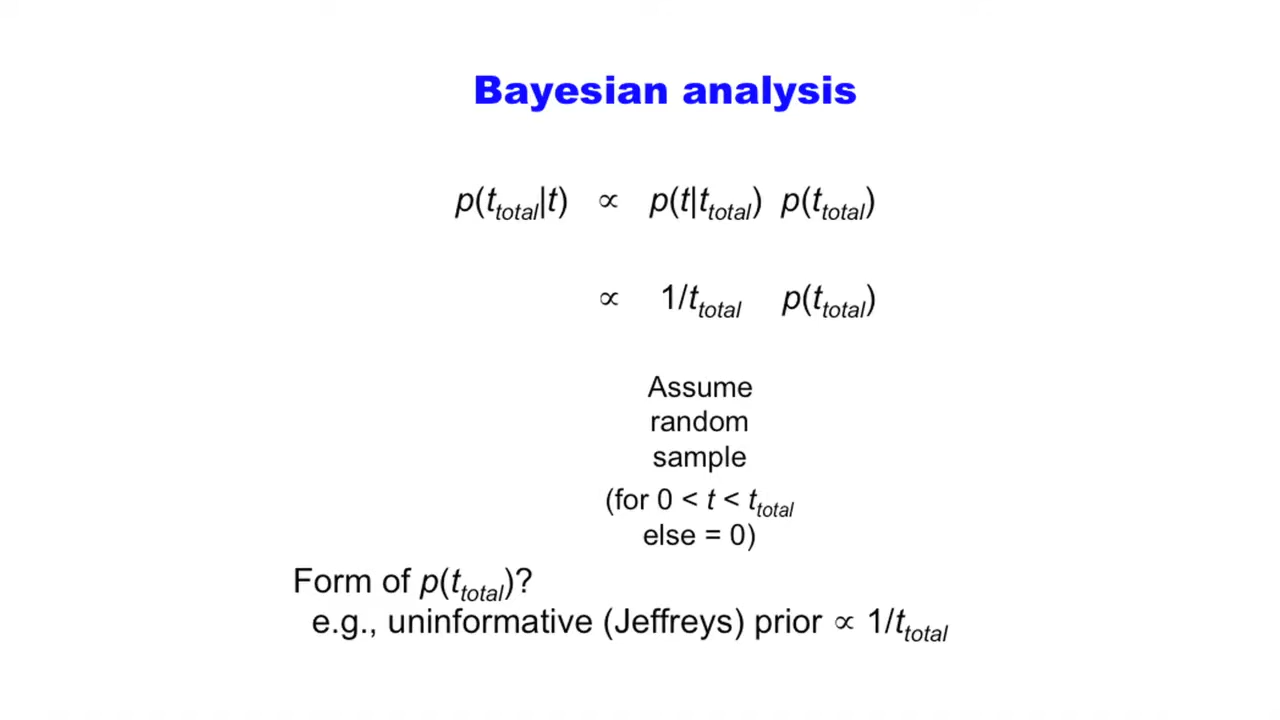 Bayesian analysis
p(t_total|t) ∝ p(t|t_total) p(t_total)
∝ 1/t_total p(t_total)
Assume
random
sample
(for 0 < t < t_total
else = 0)
Form of p(t_total)?
e.g., uninformative (Jeffreys) prior ∝ 1/t_total